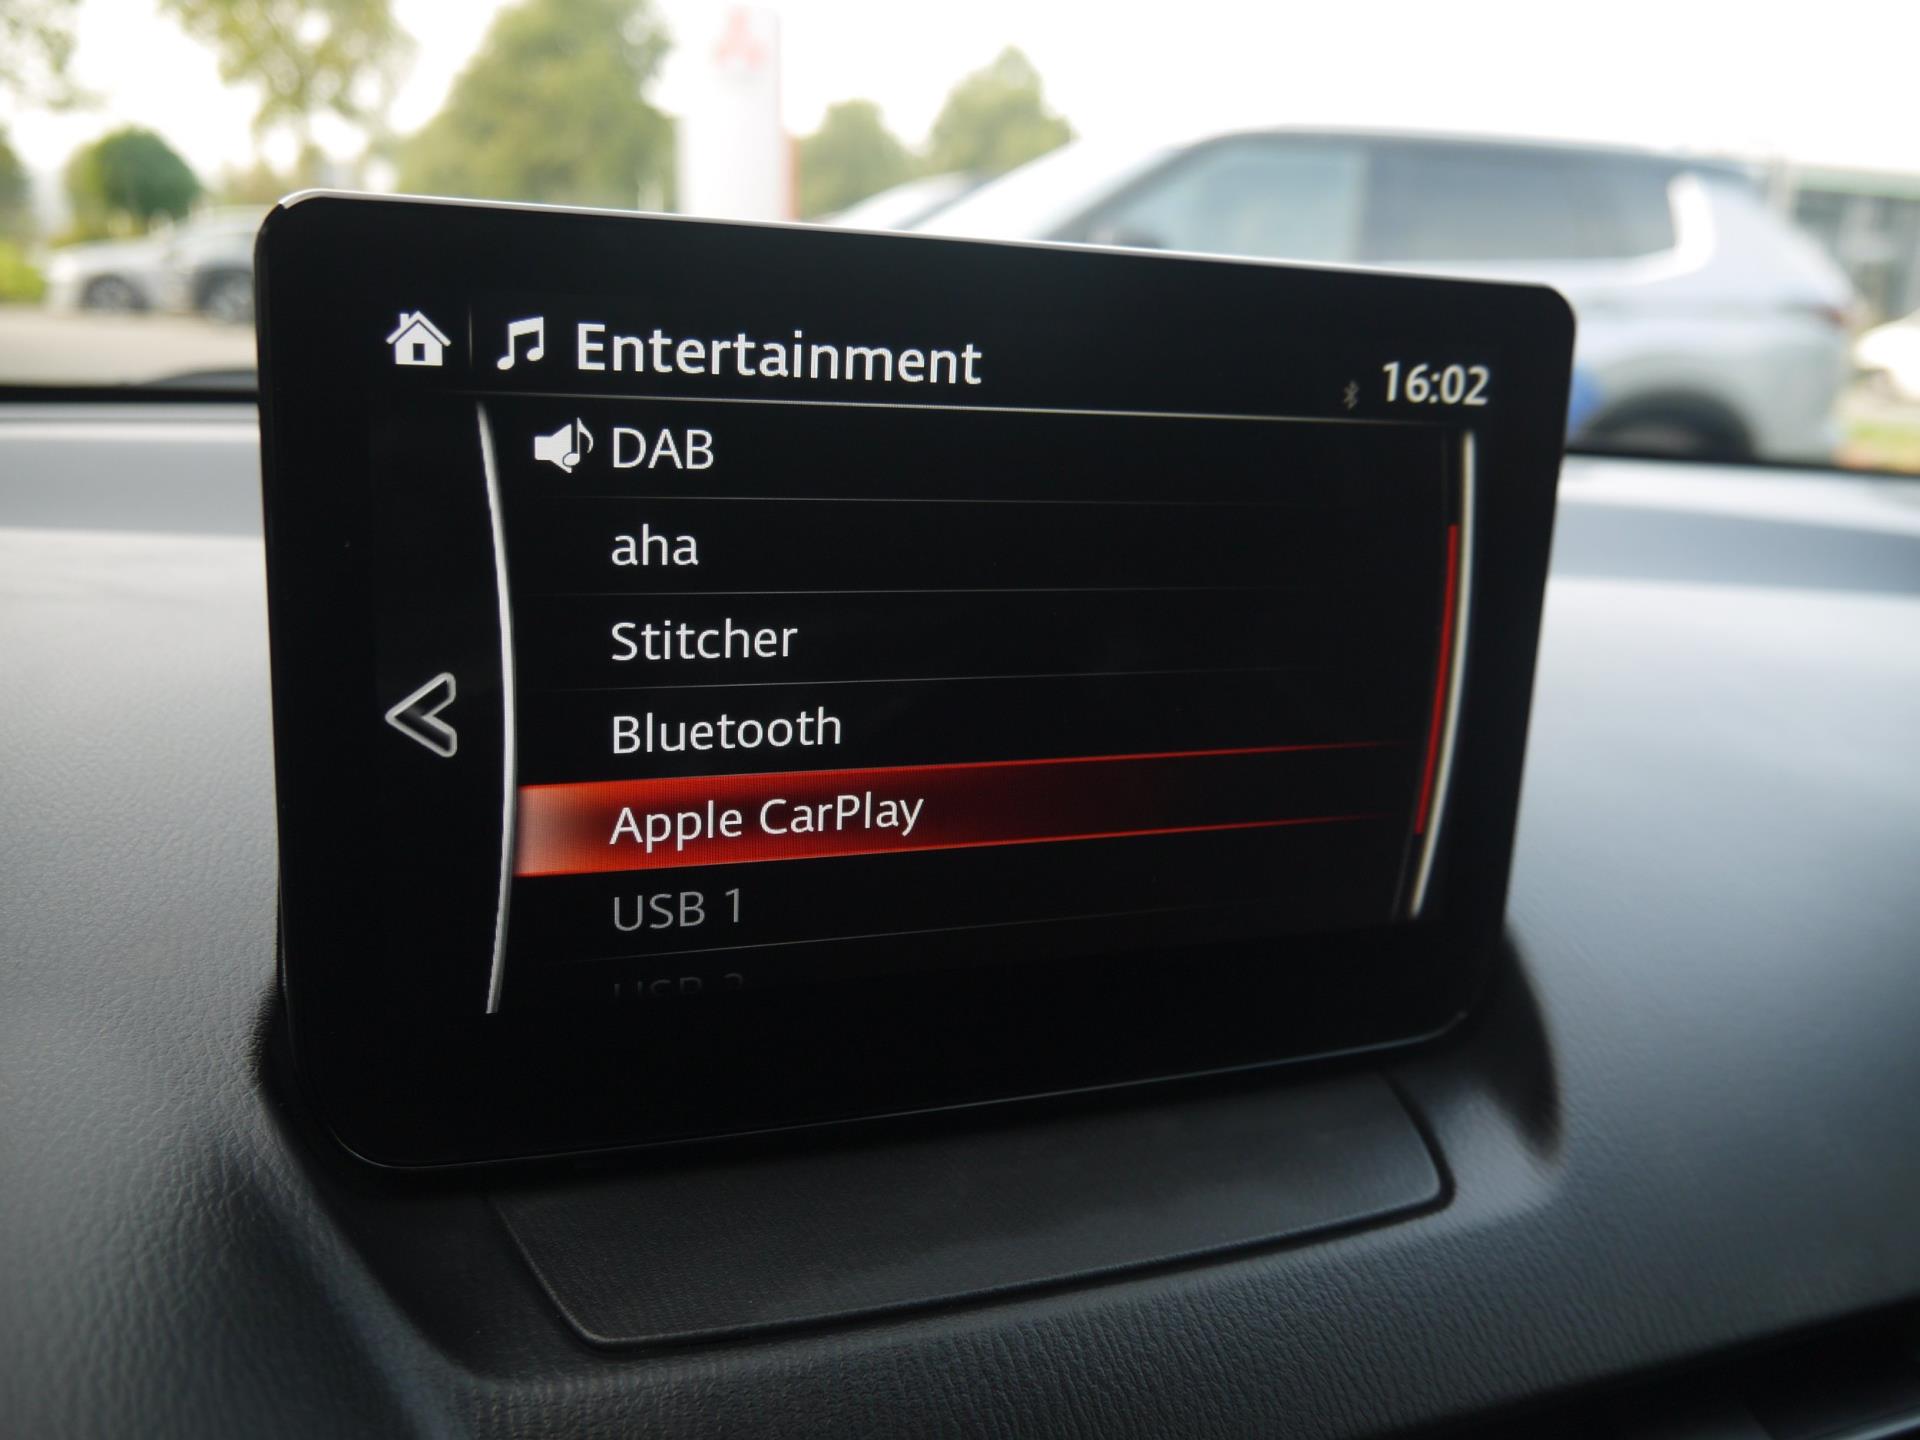 Entertainment
16:02
DAB
aha
Stitcher
Bluetooth
Apple CarPlay
USB 1